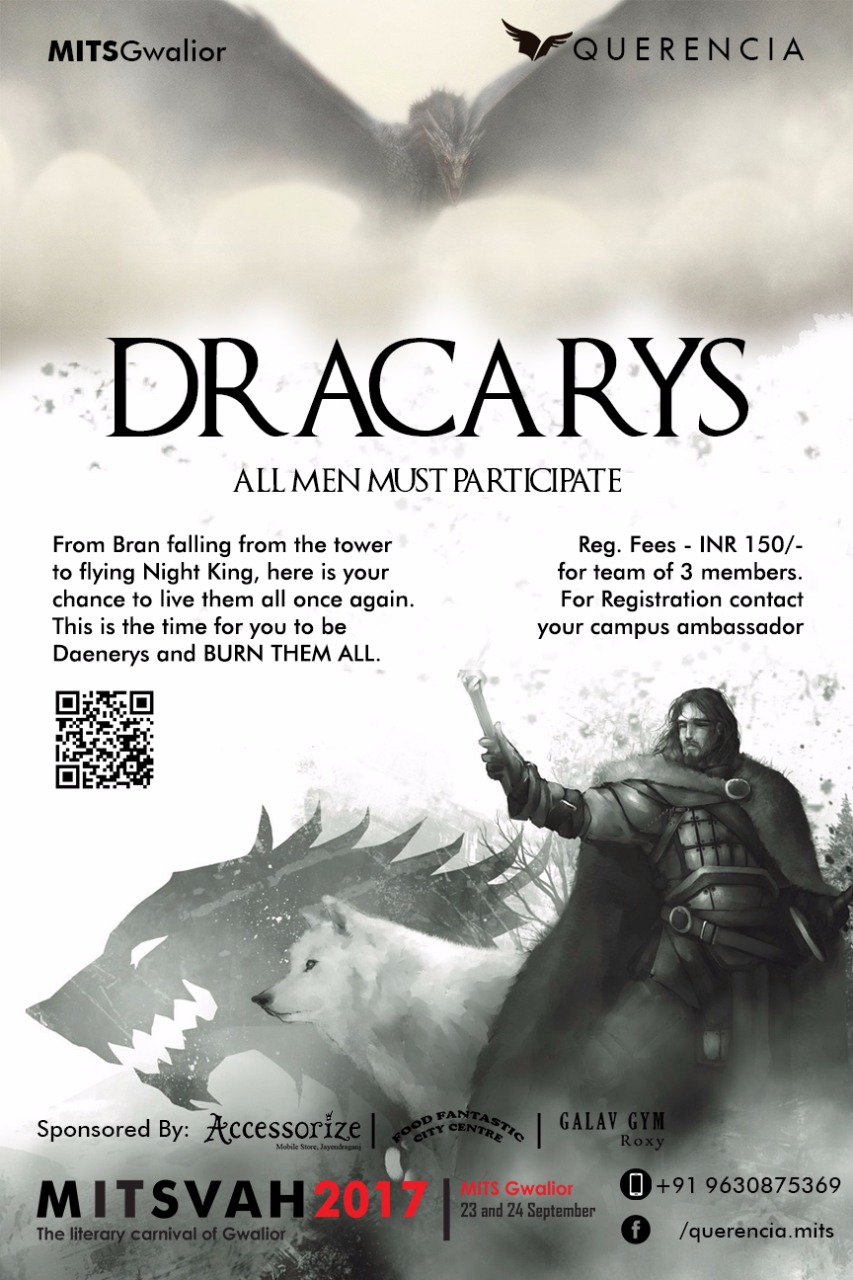 MITSGwalior
QUERENCIA
DRACARYS
ALL MEN MUST PARTICIPATE
From Bran falling from the tower
to flying Night King, here is your
chance to live them all once again.
This is the time for you to be
Daenerys and BURN THEM ALL.
Reg. Fees - INR 150/-
for team of 3 members.
For Registration contact
your campus ambassador
Sponsored By: Accessorize | FOOD FANTASTIC | GALAV GYM
Mobile Store, Jayendraganj CITY CENTRE Roxy
MITSVAH 2017
The literary carnival of Gwalior
MITS Gwalior
23 and 24 September
+91 9630875369
/querencia.mits